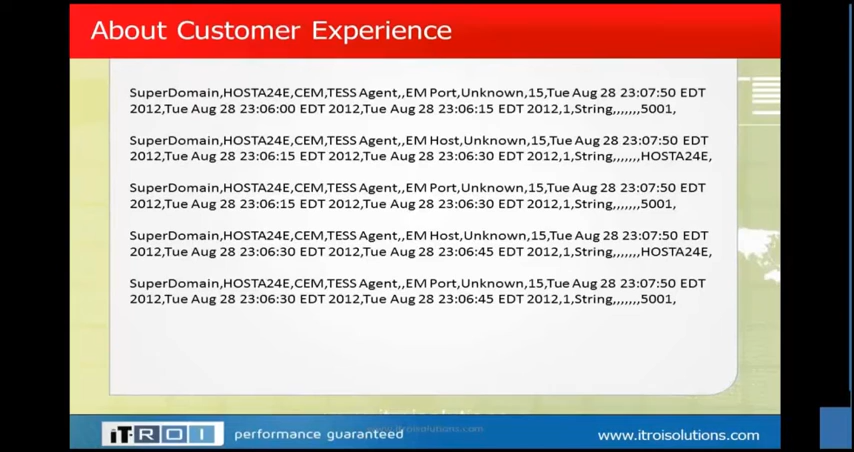 About Customer Experience
SuperDomain,HOSTA24E,CEM,TESS Agent,,EM Port,Unknown,15,Tue Aug 28 23:07:50 EDT
2012,Tue Aug 28 23:06:00 EDT 2012,Tue Aug 28 23:06:15 EDT 2012,1,String,,,,,,,5001,
SuperDomain,HOSTA24E,CEM,TESS Agent,,EM Host,Unknown,15,Tue Aug 28 23:07:50 EDT
2012,Tue Aug 28 23:06:15 EDT 2012,Tue Aug 28 23:06:30 EDT 2012,1,String,,,,,,,HOSTA24E,
SuperDomain,HOSTA24E,CEM,TESS Agent,,EM Port,Unknown,15,Tue Aug 28 23:07:50 EDT
2012,Tue Aug 28 23:06:15 EDT 2012,Tue Aug 28 23:06:30 EDT 2012,1,String,,,,,,,5001,
SuperDomain,HOSTA24E,CEM,TESS Agent,,EM Host,Unknown,15,Tue Aug 28 23:07:50 EDT
2012,Tue Aug 28 23:06:30 EDT 2012,Tue Aug 28 23:06:45 EDT 2012,1,String,,,,,,,HOSTA24E,
SuperDomain,HOSTA24E,CEM,TESS Agent,,EM Port,Unknown,15,Tue Aug 28 23:07:50 EDT
2012,Tue Aug 28 23:06:30 EDT 2012,Tue Aug 28 23:06:45 EDT 2012,1,String,,,,,,,5001,
iT-ROI performance guaranteed www.itroisolutions.com www.itroisolutions.com